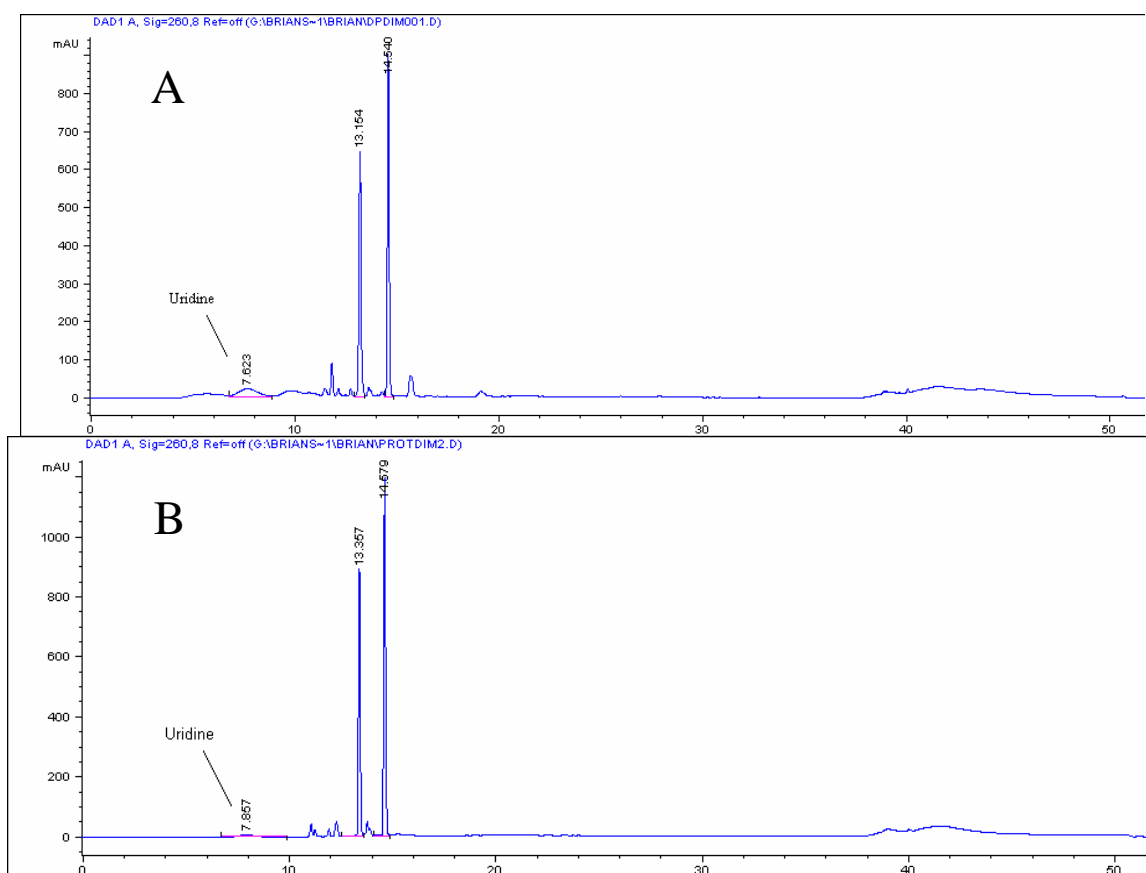 DAD1 A, Sig=260,8 Ref=off (G:\BRIANS~1\BRIAN\DPDIM001.D)
mAU
A
14.540
800
13.154
700
600
500
400
300
Uridine
200
7.623
100
0
0 10 20 30 40 50
DAD1 A, Sig=260,8 Ref=off (G:\BRIANS~1\BRIAN\PROTDIM2.D)
mAU
14.679
B
13.357
1000
800
600
400
Uridine
200
7.857
0
0 10 20 30 40 50